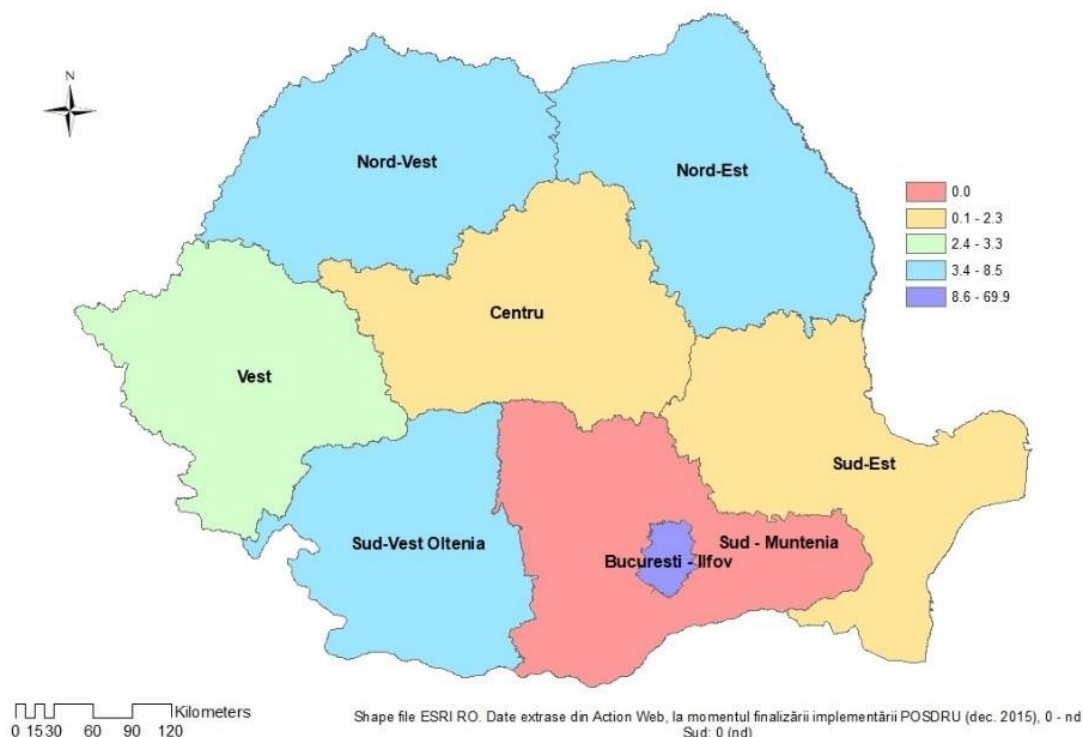 N
Nord-Vest
Nord-Est
0.0
0.1 - 2.3
2.4 - 3.3
3.4 - 8.5
8.6 - 69.9
Centru
Vest
Sud-Est
Sud-Vest Oltenia
Sud - Muntenia
Bucuresti - Ilfov
Kilometers
0 15 30 60 90 120
Shape file ESRI RO. Date extrase din Action Web, la momentul finalizării implementării POSDRU (dec. 2015), 0 - nd
Sud: 0 (nd)